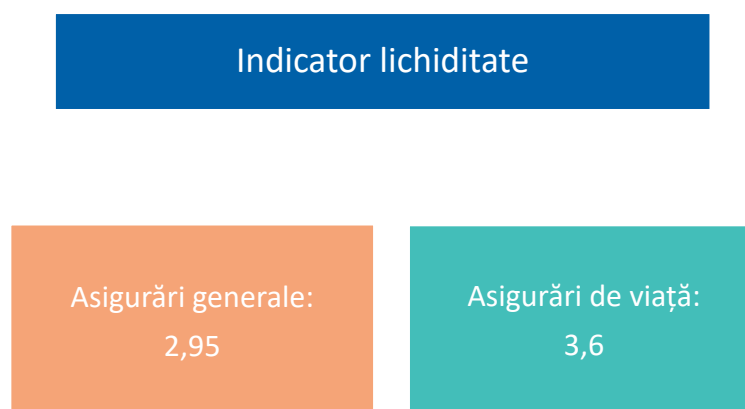 Indicator lichiditate
Asigurări generale:
2,95
Asigurări de viață:
3,6